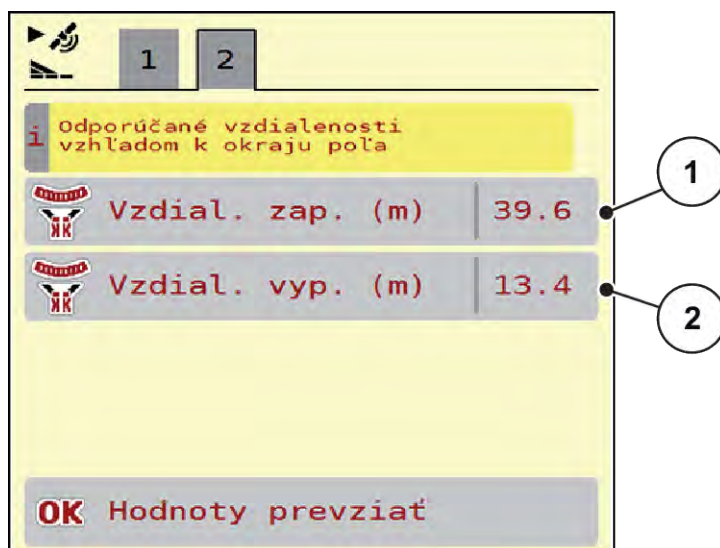 1 2
i Odporúčané vzdialenosti
vzhľadom k okraju poľa
Vzdial. zap. (m) 39.6
1
Vzdial. vyp. (m) 13.4
2
OK Hodnoty prevziať